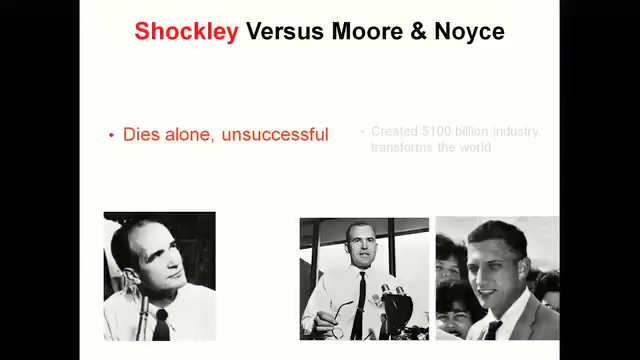 Shockley Versus Moore & Noyce
• Dies alone, unsuccessful
• Created $100 billion industry,
transforms the world